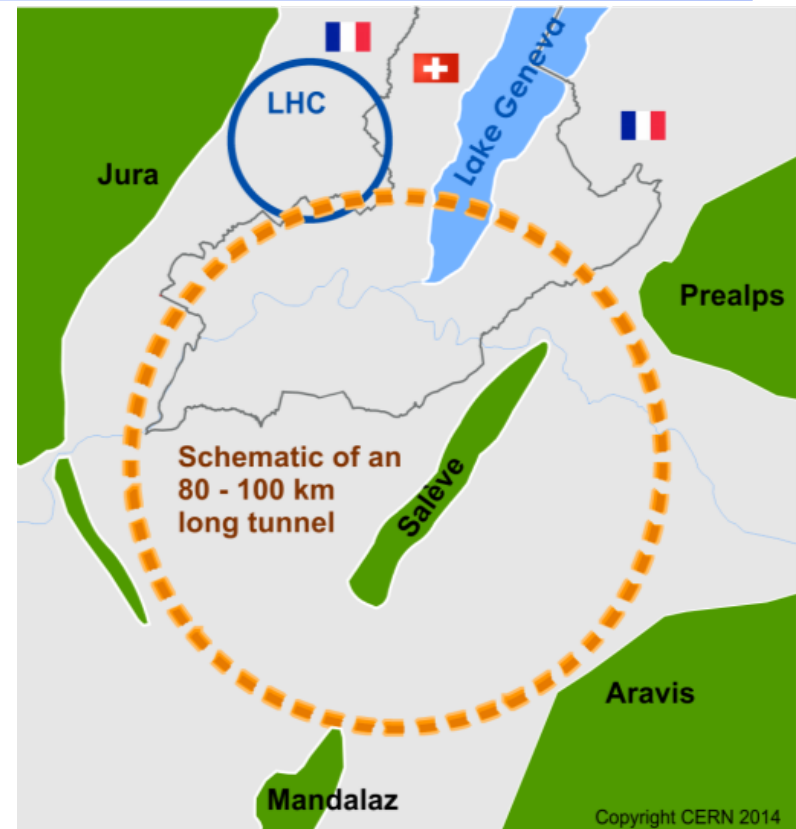 LHC
Lake Geneva
Jura
Prealps
Schematic of an
80 - 100 km
long tunnel
Salève
Aravis
Mandalaz
Copyright CERN 2014